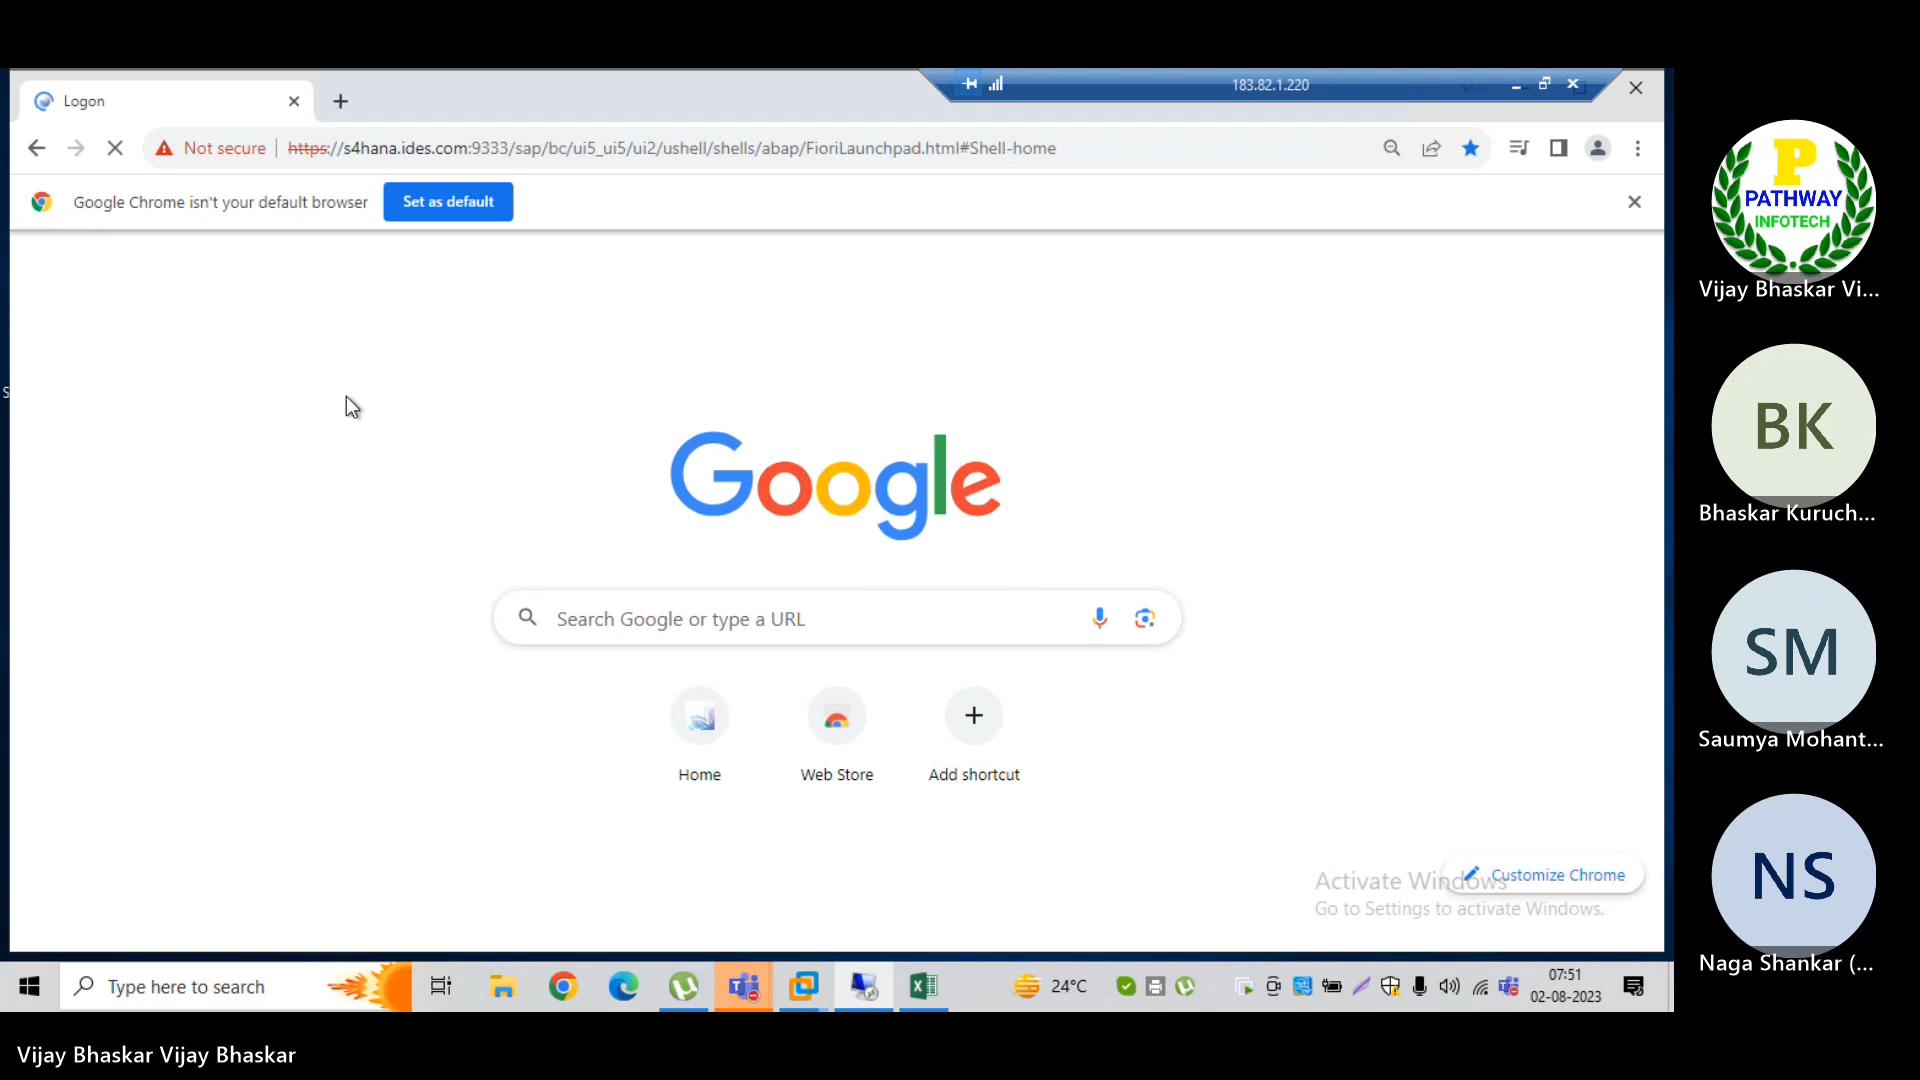 183.82.1.220
Logon
Not secure
https://s4hana.ides.com:9333/sap/bc/ui5_ui5/ui2/ushell/shells/abap/FioriLaunchpad.html#Shell-home
Google Chrome isn't your default browser
Set as default
Google
Search Google or type a URL
Home
Web Store
Add shortcut
Customize Chrome
Activate Windows
Go to Settings to activate Windows.
S
Type here to search
24°C
07:51
02-08-2023
P
PATHWAY
INFOTECH
Vijay Bhaskar Vi...
BK
Bhaskar Kuruch...
SM
Saumya Mohant...
NS
Naga Shankar (...
Vijay Bhaskar Vijay Bhaskar